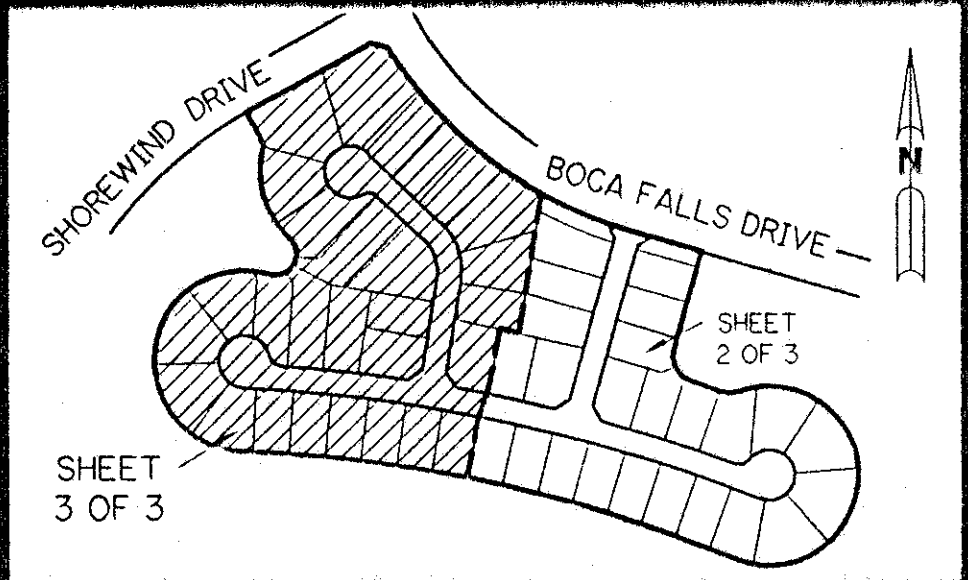 SHOREWIND DRIVE
BOCA FALLS DRIVE
N
SHEET
2 OF 3
SHEET
3 OF 3